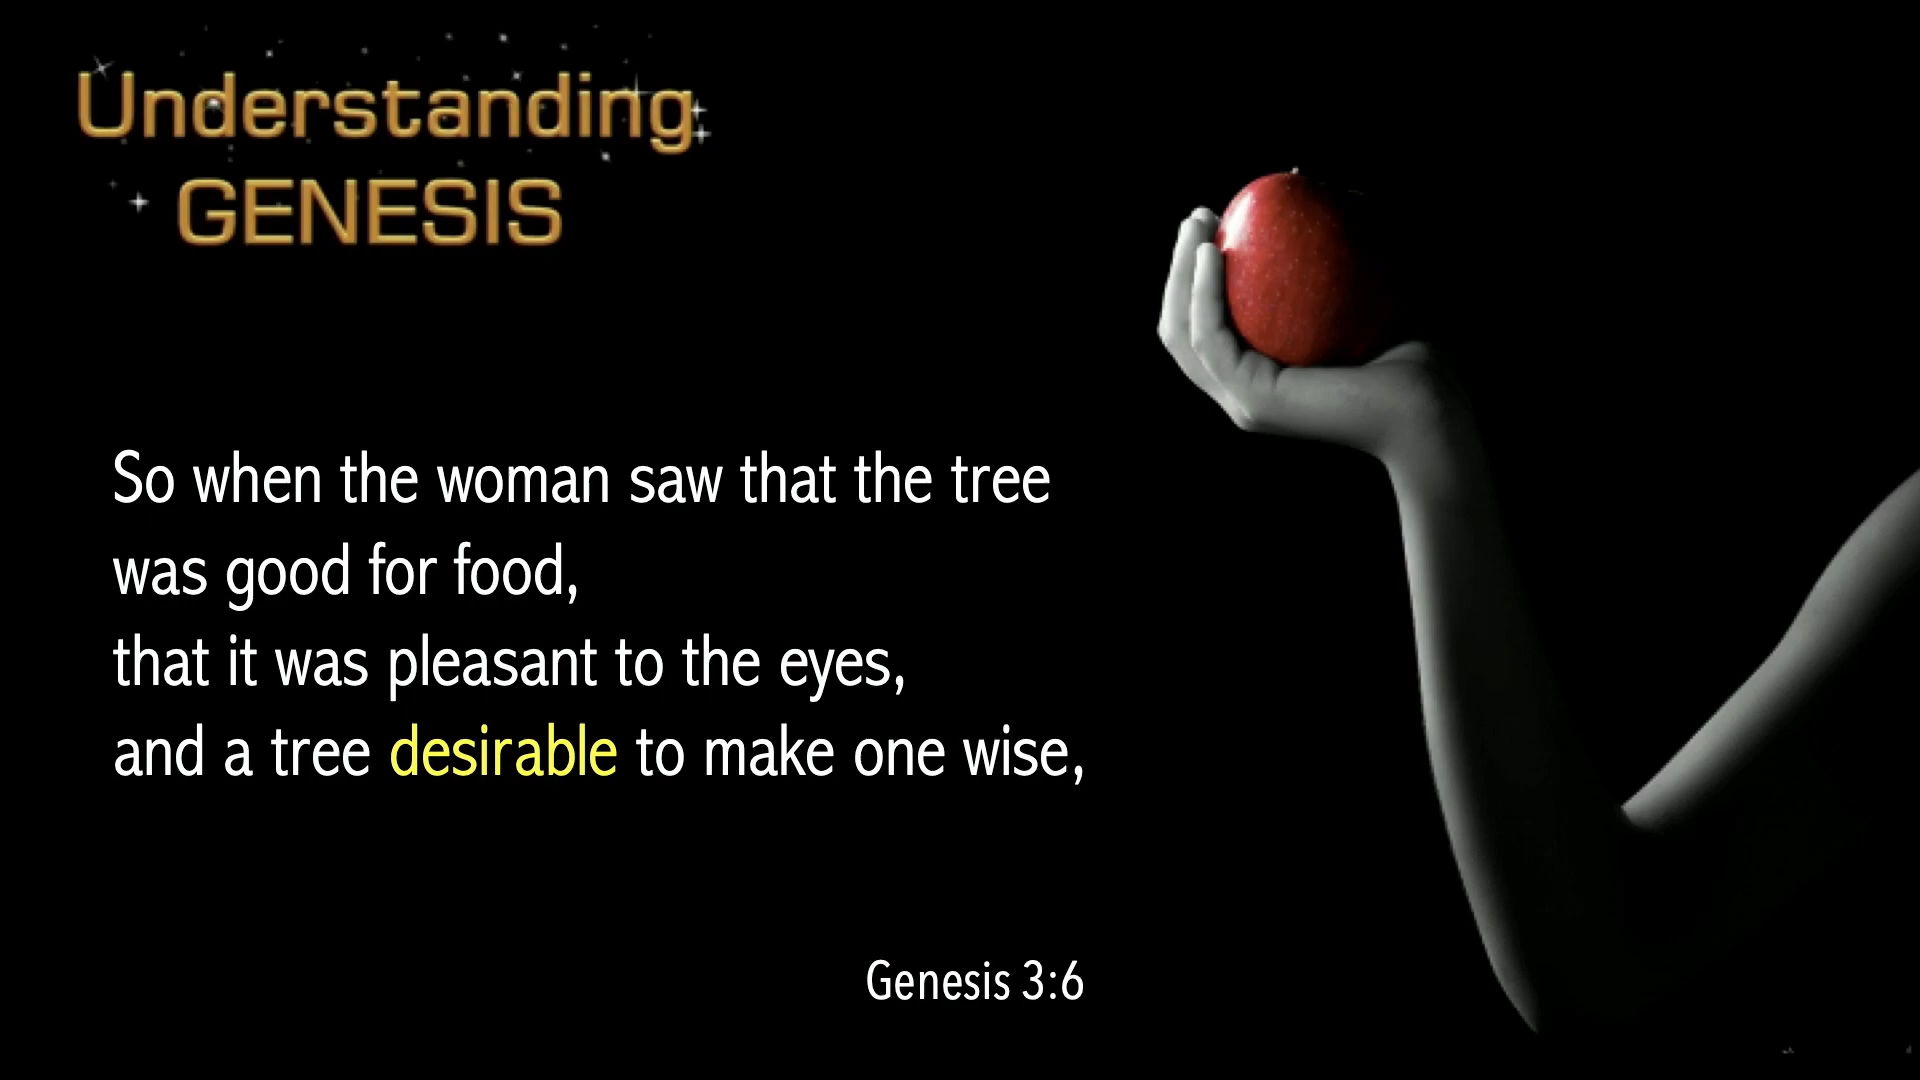 Understanding
GENESIS
So when the woman saw that the tree
was good for food,
that it was pleasant to the eyes,
and a tree desirable to make one wise,
Genesis 3:6